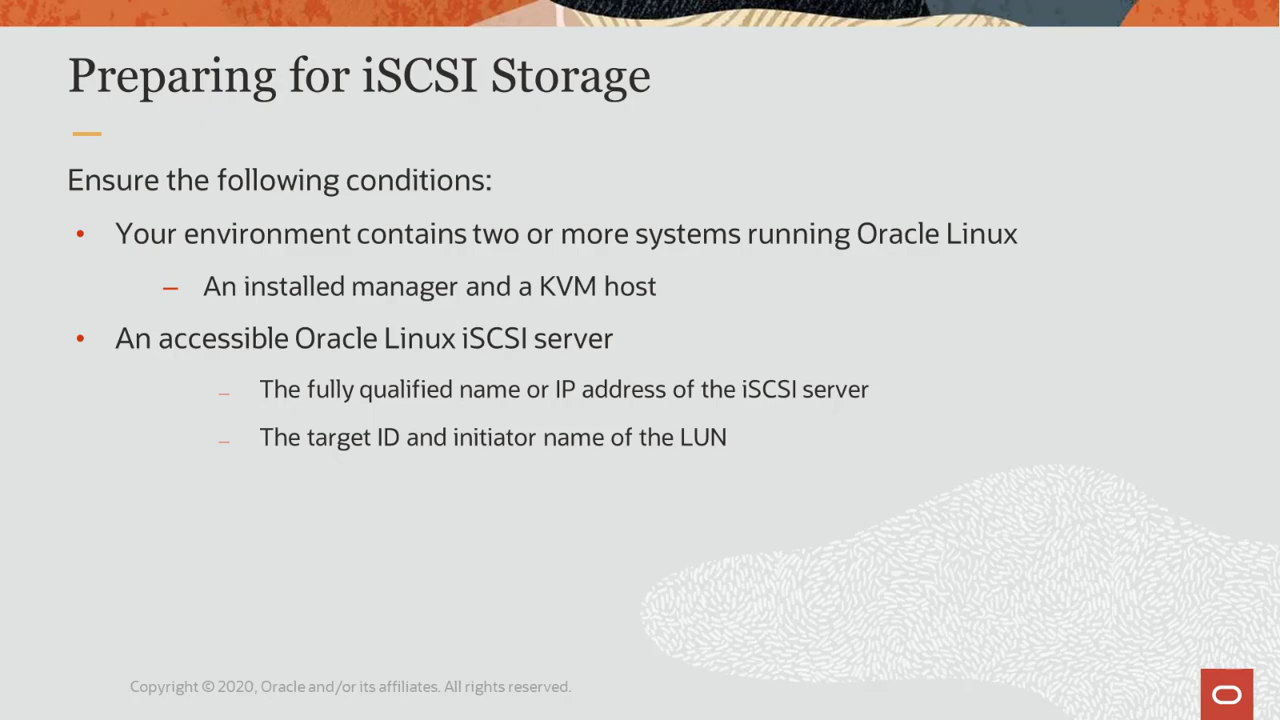 Preparing for iSCSI Storage
Ensure the following conditions:
• Your environment contains two or more systems running Oracle Linux
– An installed manager and a KVM host
• An accessible Oracle Linux iSCSI server
– The fully qualified name or IP address of the iSCSI server
– The target ID and initiator name of the LUN
Copyright © 2020, Oracle and/or its affiliates. All rights reserved.